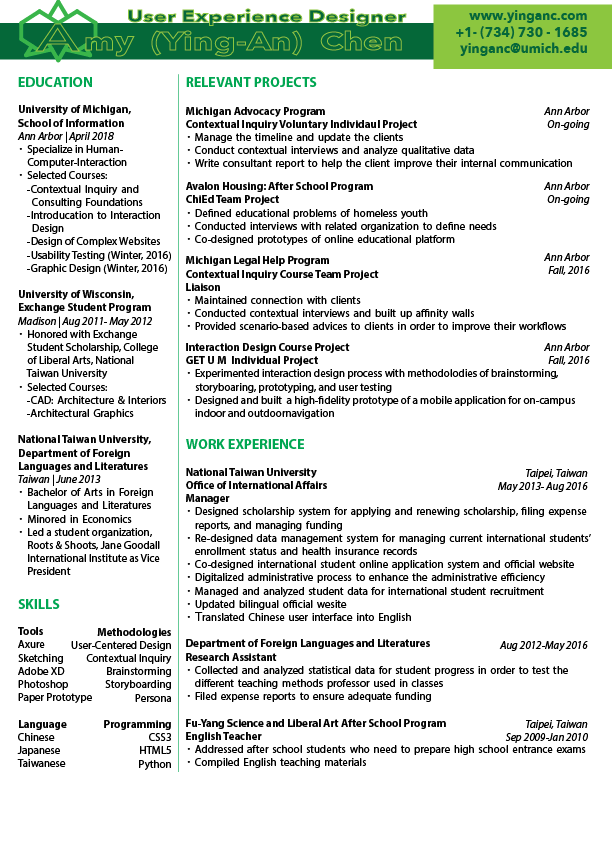 User Experience Designer
Amy (Ying-An) Chen
www.yinganc.com
+1- (734) 730 - 1685
yinganc@umich.edu
EDUCATION
University of Michigan,
School of Information
Ann Arbor | April 2018
· Specialize in Human-
Computer-Interaction
· Selected Courses:
-Contextual Inquiry and
Consulting Foundations
-Introducation to Interaction
Design
-Design of Complex Websites
-Usability Testing (Winter, 2016)
-Graphic Design (Winter, 2016)
University of Wisconsin,
Exchange Student Program
Madison | Aug 2011- May 2012
· Honored with Exchange
Student Scholarship, College
of Liberal Arts, National
Taiwan University
· Selected Courses:
-CAD: Architecture & Interiors
-Architectural Graphics
National Taiwan University,
Department of Foreign
Languages and Literatures
Taiwan | June 2013
· Bachelor of Arts in Foreign
Languages and Literatures
· Minored in Economics
· Led a student organization,
Roots & Shoots, Jane Goodall
International Institute as Vice
President
SKILLS
Tools Methodologies
Axure User-Centered Design
Sketching Contextual Inquiry
Adobe XD Brainstorming
Photoshop Storyboarding
Paper Prototype Persona
Language Programming
Chinese CSS3
Japanese HTML5
Taiwanese Python
RELEVANT PROJECTS
Michigan Advocacy Program Ann Arbor
Contextual Inquiry Voluntary Individaul Project On-going
· Manage the timeline and update the clients
· Conduct contextual interviews and analyze qualitative data
· Write consultant report to help the client improve their internal communication
Avalon Housing: After School Program Ann Arbor
ChiEd Team Project On-going
· Defined educational problems of homeless youth
· Conducted interviews with related organization to define needs
· Co-designed prototypes of online educational platform
Michigan Legal Help Program Ann Arbor
Contextual Inquiry Course Team Project Fall, 2016
Liaison
· Maintained connection with clients
· Conducted contextual interviews and built up affinity walls
· Provided scenario-based advices to clients in order to improve their workflows
Interaction Design Course Project Ann Arbor
GET U M Individual Project Fall, 2016
· Experimented interaction design process with methodolodies of brainstorming,
storyboaring, prototyping, and user testing
· Designed and built a high-fidelity prototype of a mobile application for on-campus
indoor and outdoornavigation
WORK EXPERIENCE
National Taiwan University Taipei, Taiwan
Office of International Affairs May 2013- Aug 2016
Manager
· Designed scholarship system for applying and renewing scholarship, filing expense
reports, and managing funding
· Re-designed data management system for managing current international students'
enrollment status and health insurance records
· Co-designed international student online application system and official website
· Digitalized administrative process to enhance the administrative efficiency
· Managed and analyzed student data for international student recruitment
· Updated bilingual official wesite
· Translated Chinese user interface into English
Department of Foreign Languages and Literatures Aug 2012-May 2016
Research Assistant
· Collected and analyzed statistical data for student progress in order to test the
different teaching methods professor used in classes
· Filed expense reports to ensure adequate funding
Fu-Yang Science and Liberal Art After School Program Taipei, Taiwan
English Teacher Sep 2009-Jan 2010
· Addressed after school students who need to prepare high school entrance exams
· Compiled English teaching materials